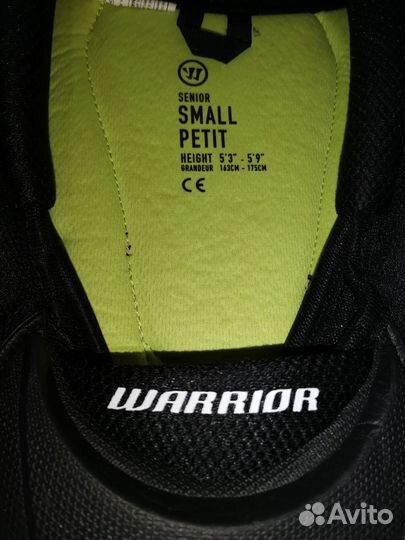 SENIOR
SMALL
PETIT
HEIGHT 5'3" - 5'9"
GRANDEUR 163CM - 175CM
CE
WARRIOR
Avito